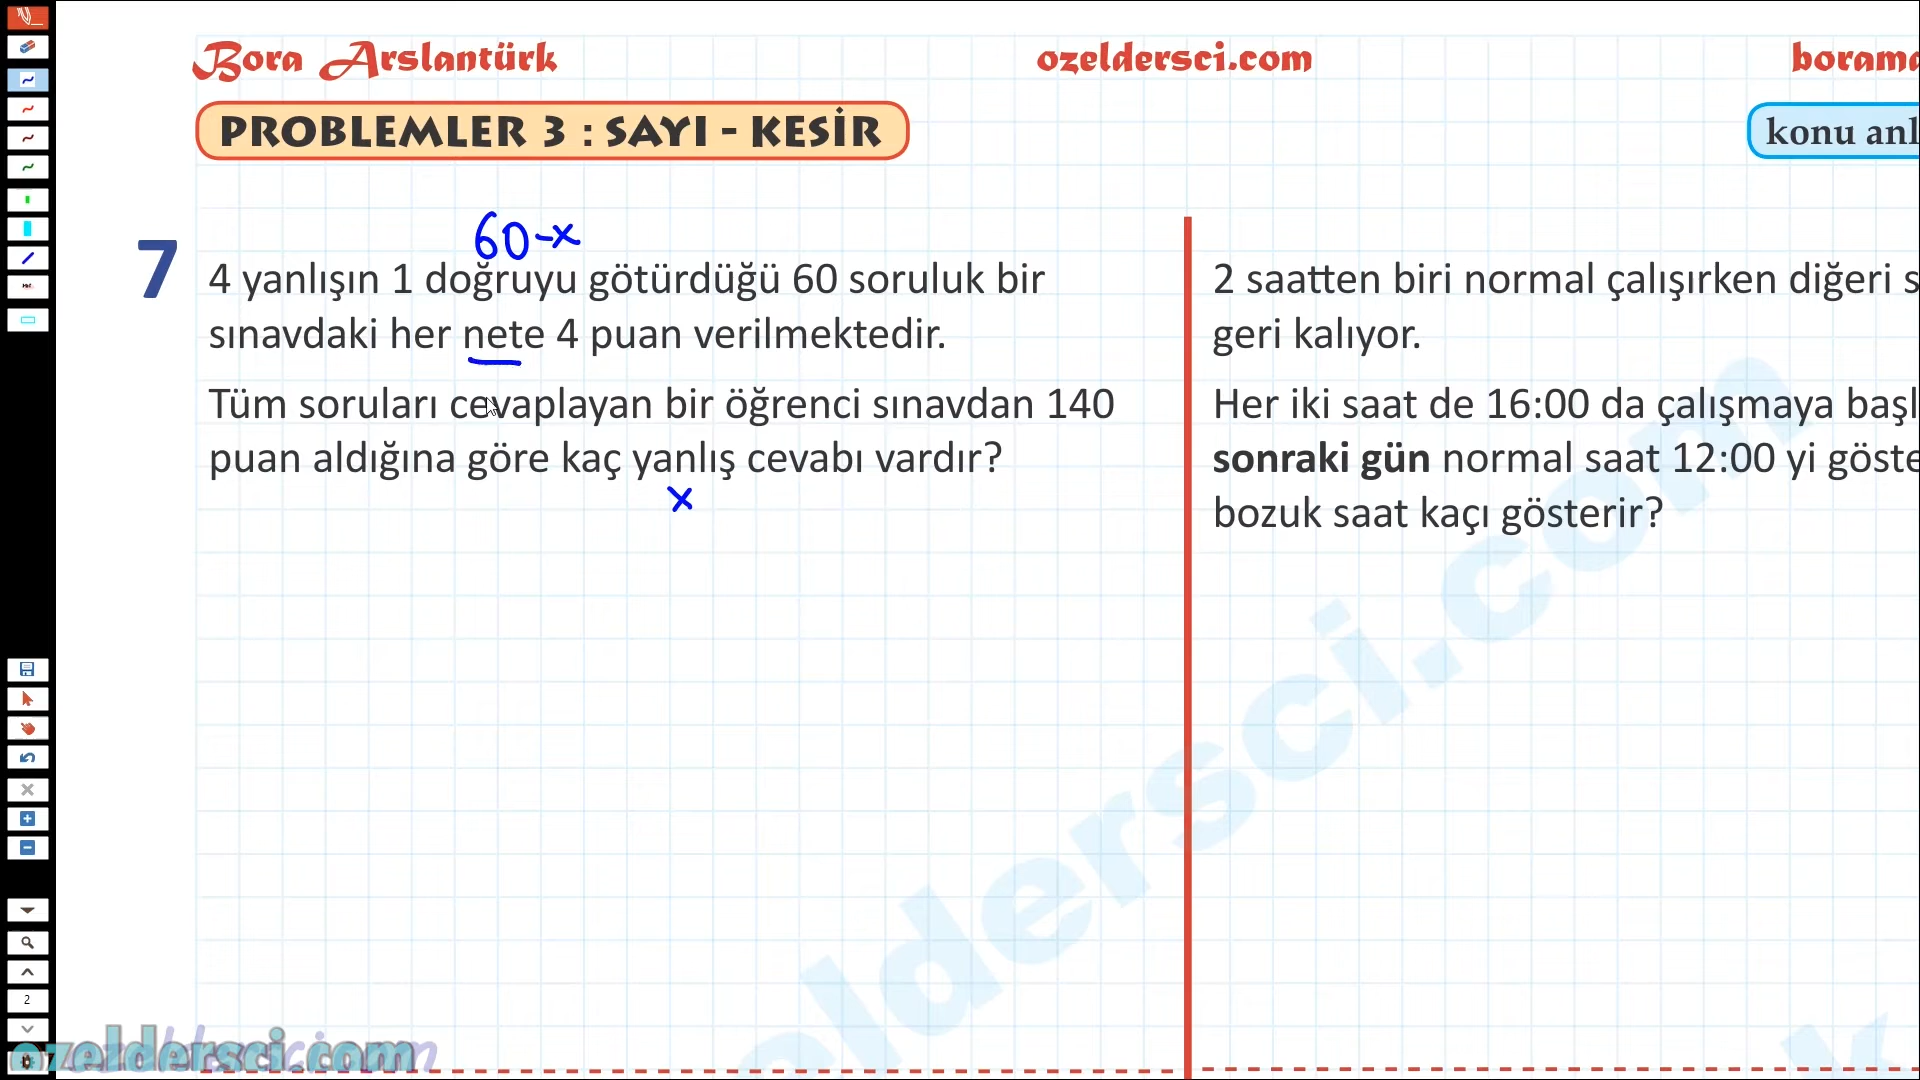 Bora Arslantürk
ozeldersci.com
PROBLEMLER 3 : SAYI - KESİR
konu anl
60-x
7
4 yanlışın 1 doğruyu götürdüğü 60 soruluk bir
sınavdaki her nete 4 puan verilmektedir.
Tüm soruları cevaplayan bir öğrenci sınavdan 140
puan aldığına göre kaç yanlış cevabı vardır?
x
2 saatten biri normal çalışırken diğeri s
geri kalıyor.
Her iki saat de 16:00 da çalışmaya başl
sonraki gün normal saat 12:00 yi göste
bozuk saat kaçı gösterir?
eldersci.com
2
ozeldersci.com